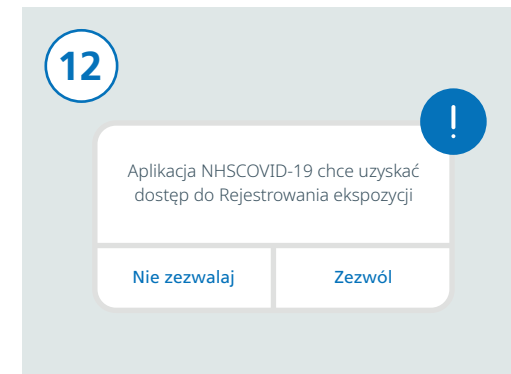 12
!
Aplikacja NHSCOVID-19 chce uzyskać
dostęp do Rejestrowania ekspozycji
Nie zezwalaj
Zezwól